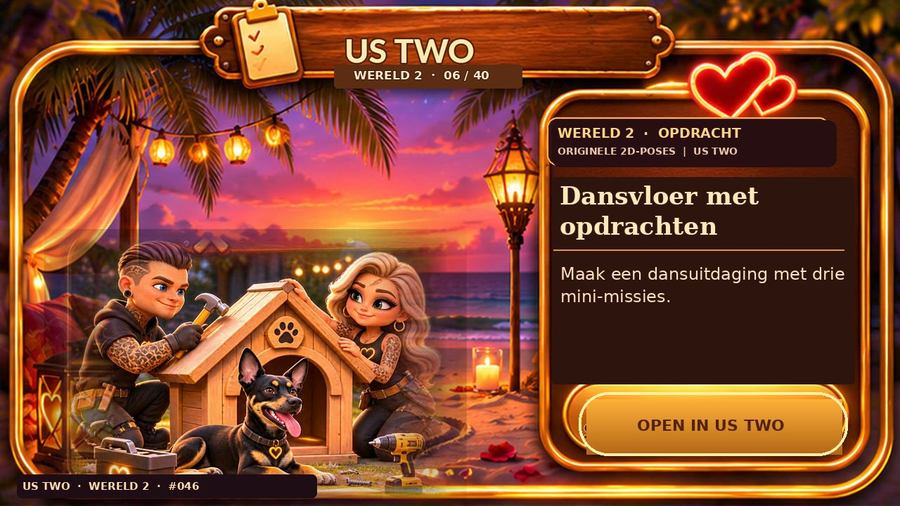 US TWO
WERELD 2 · 06 / 40
WERELD 2 · OPDRACHT
ORIGINELE 2D-POSES | US TWO
Dansvloer met
opdrachten
Maak een dansuitdaging met drie
mini-missies.
OPEN IN US TWO
US TWO · WERELD 2 · #046